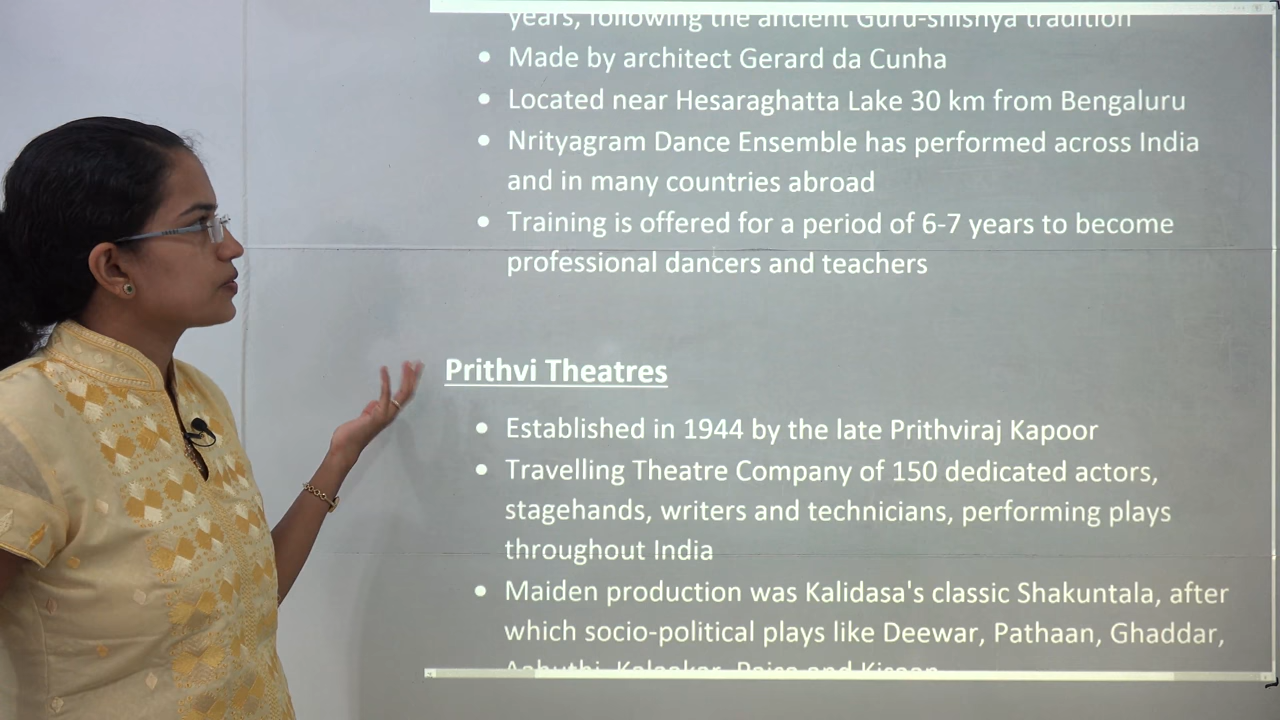 years, following the ancient Guru-shishya tradition
• Made by architect Gerard da Cunha
• Located near Hesaraghatta Lake 30 km from Bengaluru
• Nrityagram Dance Ensemble has performed across India
and in many countries abroad
• Training is offered for a period of 6-7 years to become
professional dancers and teachers
Prithvi Theatres
• Established in 1944 by the late Prithviraj Kapoor
• Travelling Theatre Company of 150 dedicated actors,
stagehands, writers and technicians, performing plays
throughout India
• Maiden production was Kalidasa's classic Shakuntala, after
which socio-political plays like Deewar, Pathaan, Ghaddar,
Kalaakar, Paisa and Kisaan